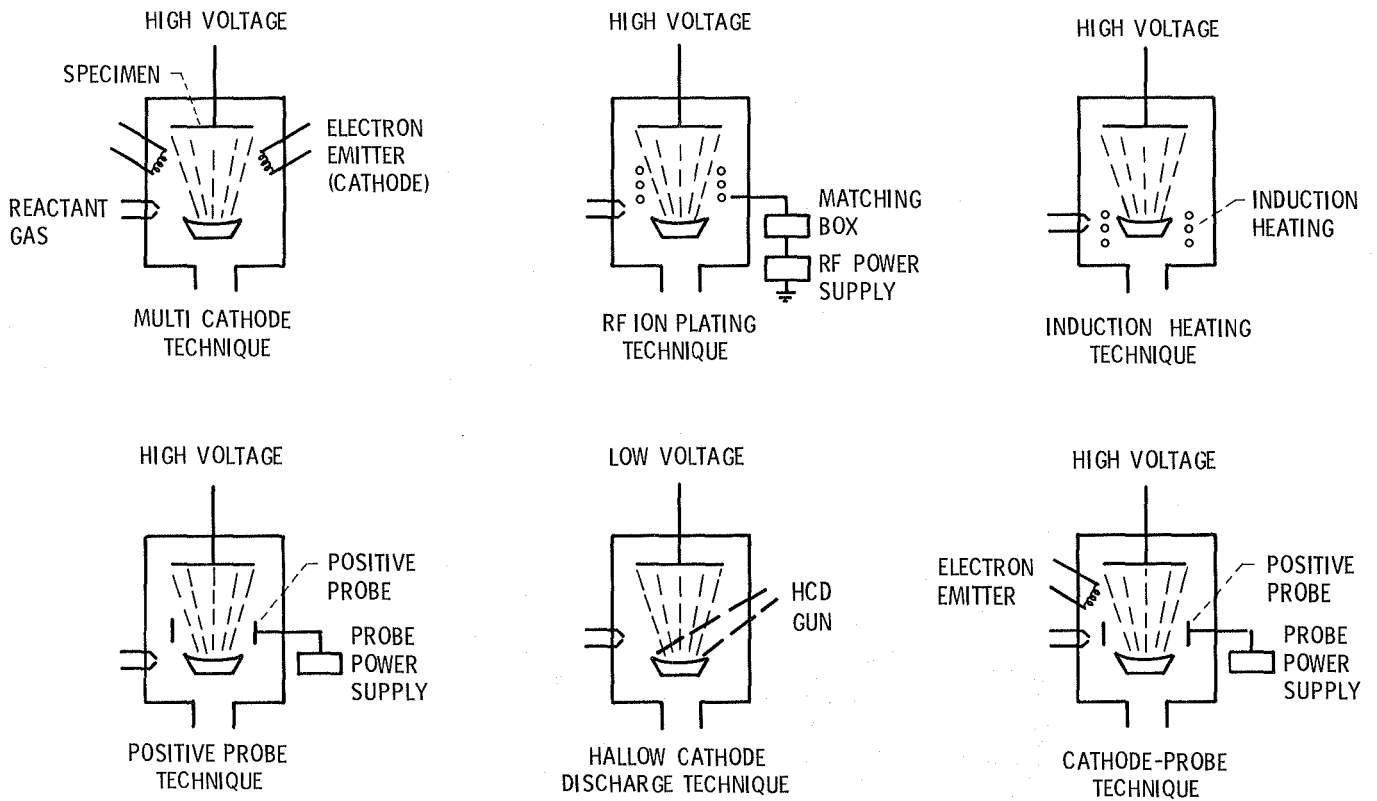 HIGH VOLTAGE
SPECIMEN
ELECTRON
EMITTER
(CATHODE)
REACTANT
GAS
MULTI CATHODE
TECHNIQUE
HIGH VOLTAGE
MATCHING
BOX
RF POWER
SUPPLY
RF ION PLATING
TECHNIQUE
HIGH VOLTAGE
INDUCTION
HEATING
INDUCTION HEATING
TECHNIQUE
HIGH VOLTAGE
POSITIVE
PROBE
PROBE
POWER
SUPPLY
POSITIVE PROBE
TECHNIQUE
LOW VOLTAGE
HCD
GUN
HALLOW CATHODE
DISCHARGE TECHNIQUE
HIGH VOLTAGE
ELECTRON
EMITTER
POSITIVE
PROBE
PROBE
POWER
SUPPLY
CATHODE-PROBE
TECHNIQUE